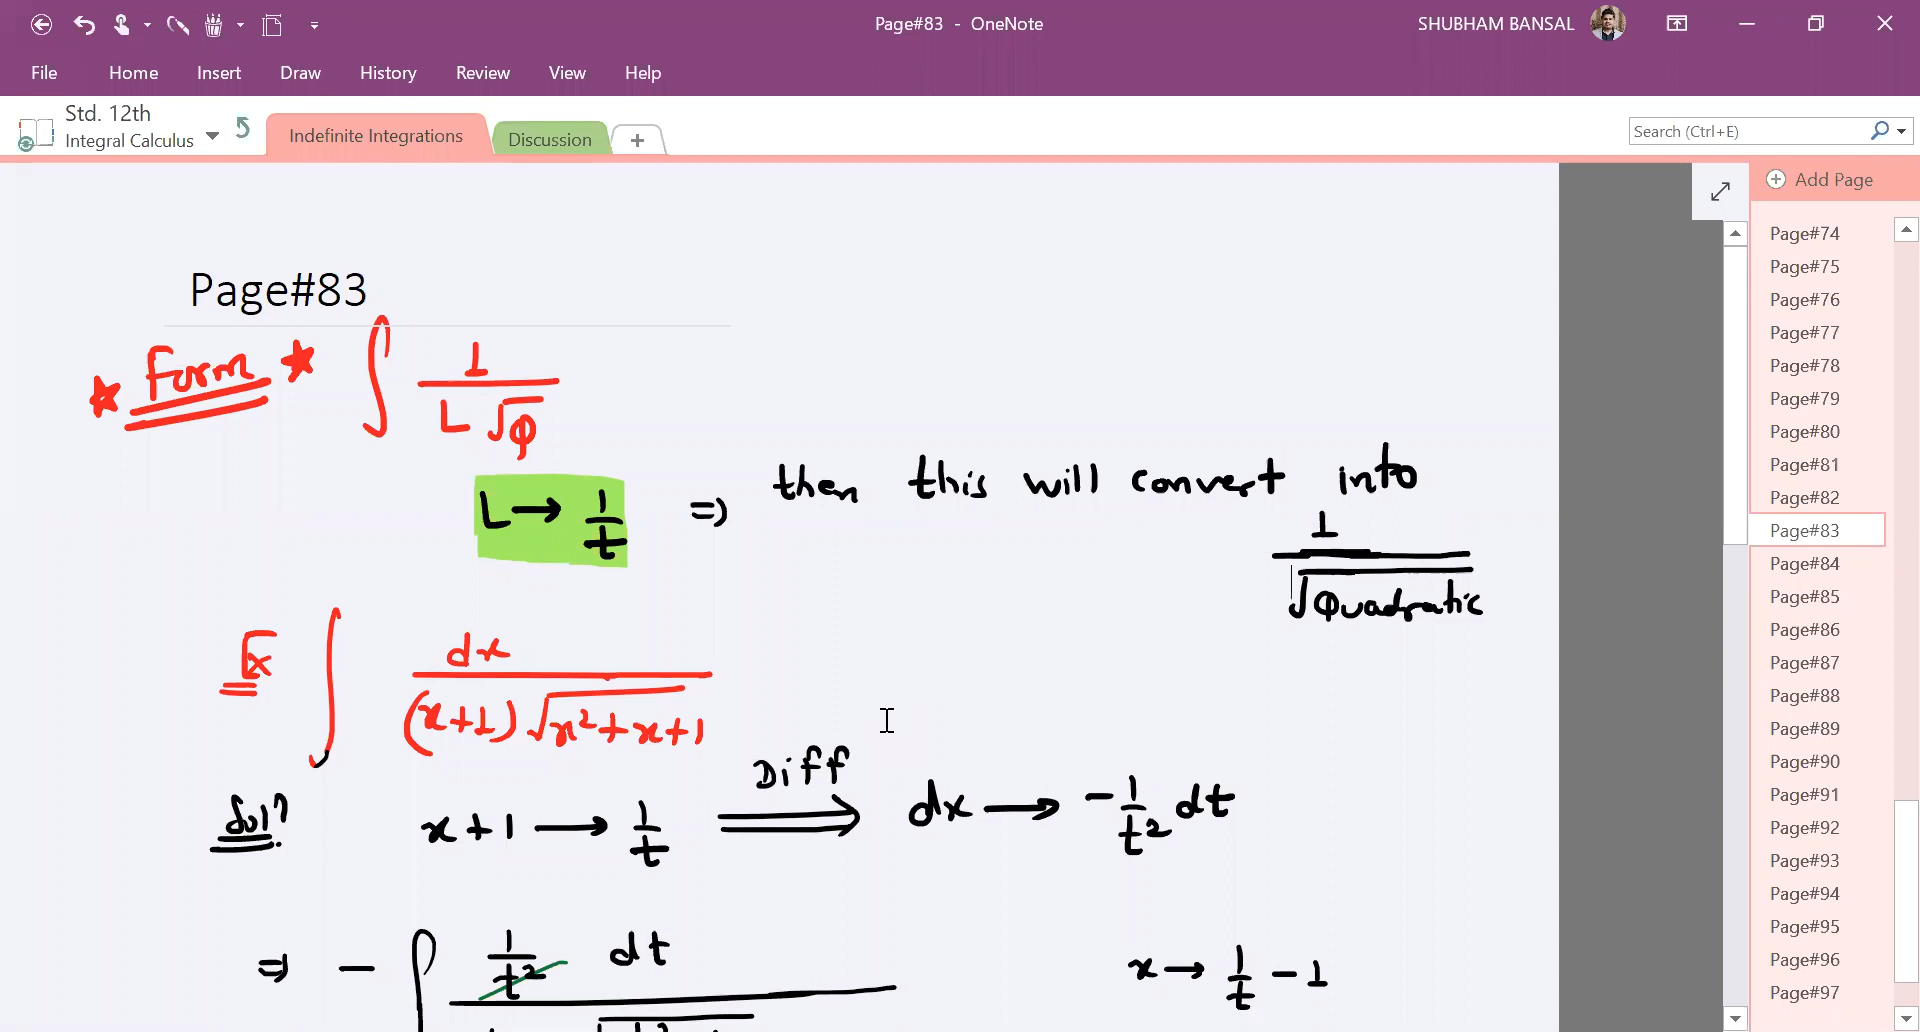 Page#83 - OneNote
SHUBHAM BANSAL
File Home Insert Draw History Review View Help
Std. 12th
Integral Calculus
Indefinite Integrations
Discussion
+
Search (Ctrl+E)
Add Page
Page#83
Form ∫ 1 / (L √Q)
L → 1/t ⇒ then this will convert into
1 / √Quadratic
Ex ∫ dx / ((x+1) √(x²+x+1))
Solⁿ x+1 → 1/t Diff ⇒ dx → -1/t² dt
⇒ - ∫ 1/t² dt
x → 1/t - 1
Page#74
Page#75
Page#76
Page#77
Page#78
Page#79
Page#80
Page#81
Page#82
Page#83
Page#84
Page#85
Page#86
Page#87
Page#88
Page#89
Page#90
Page#91
Page#92
Page#93
Page#94
Page#95
Page#96
Page#97